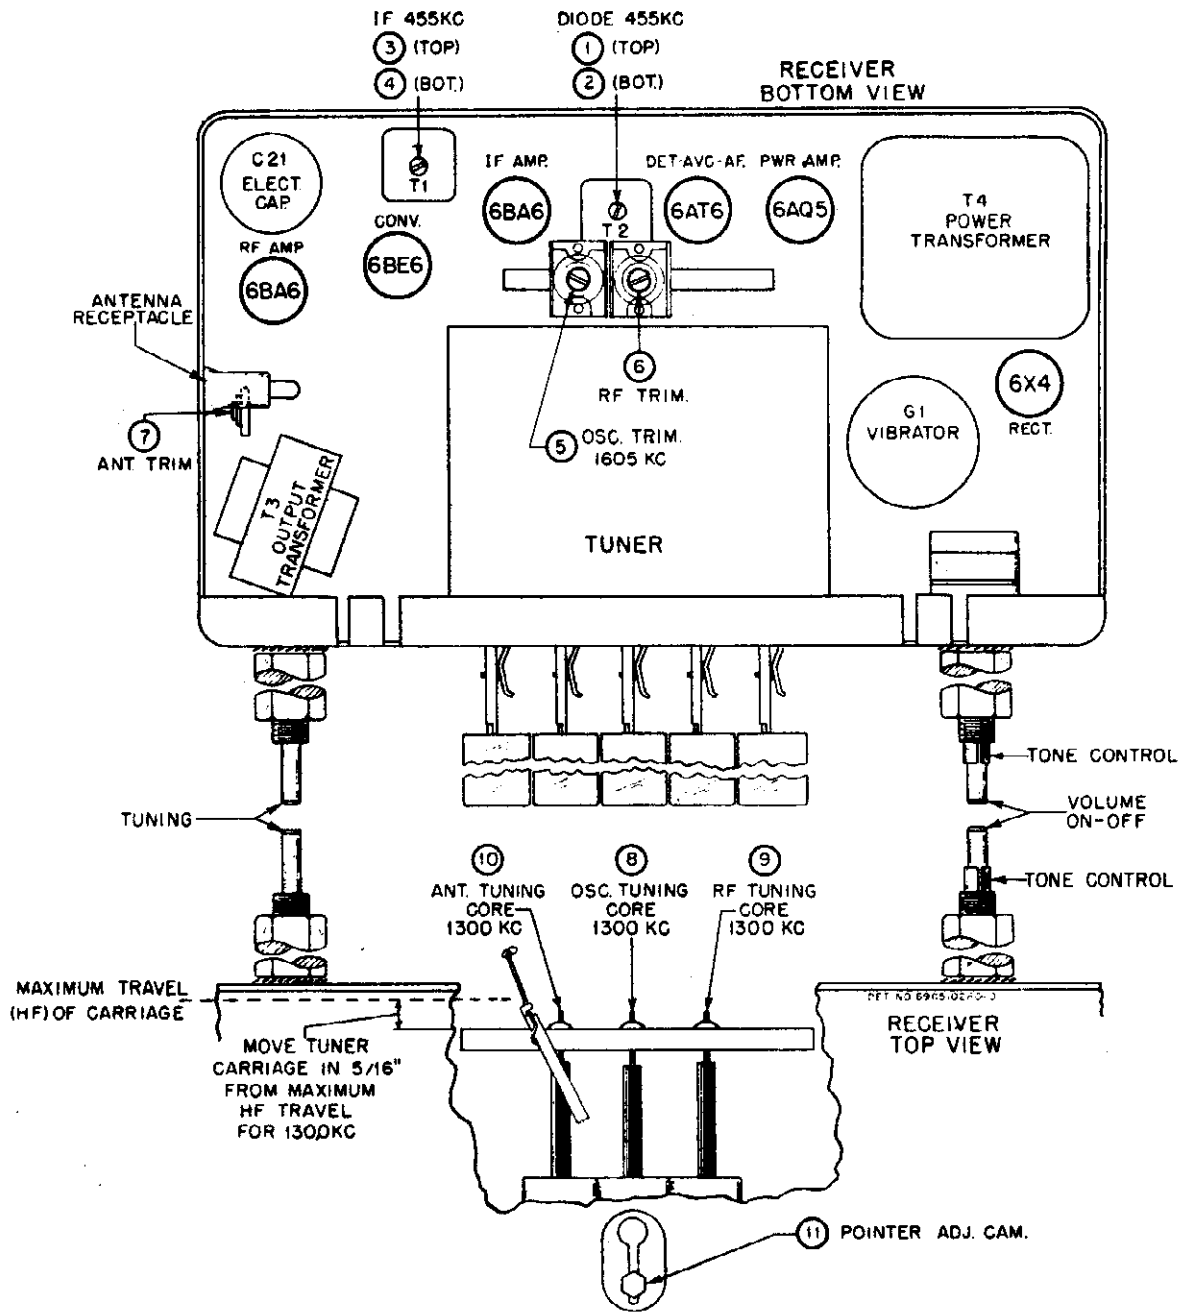 IF 455KC
3 (TOP)
4 (BOT.)
DIODE 455KC
1 (TOP)
2 (BOT.)
RECEIVER
BOTTOM VIEW
C21
ELECT.
CAP.
T1
IF AMP.
6BA6
T2
DET-AVC-AF.
6AT6
PWR AMP.
6AQ5
T4
POWER
TRANSFORMER
CONV.
6BE6
RF AMP
6BA6
ANTENNA
RECEPTACLE
7
ANT. TRIM
6
RF TRIM.
5 OSC. TRIM.
1605 KC
6X4
RECT.
G1
VIBRATOR
T3
OUTPUT
TRANSFORMER
TUNER
TONE CONTROL
TUNING
VOLUME
ON-OFF
TONE CONTROL
10
ANT. TUNING
CORE
1300 KC
8
OSC. TUNING
CORE
1300 KC
9
RF TUNING
CORE
1300 KC
MAXIMUM TRAVEL
(HF) OF CARRIAGE
MOVE TUNER
CARRIAGE IN 5/16"
FROM MAXIMUM
HF TRAVEL
FOR 1300KC
RECEIVER
TOP VIEW
11 POINTER ADJ. CAM.